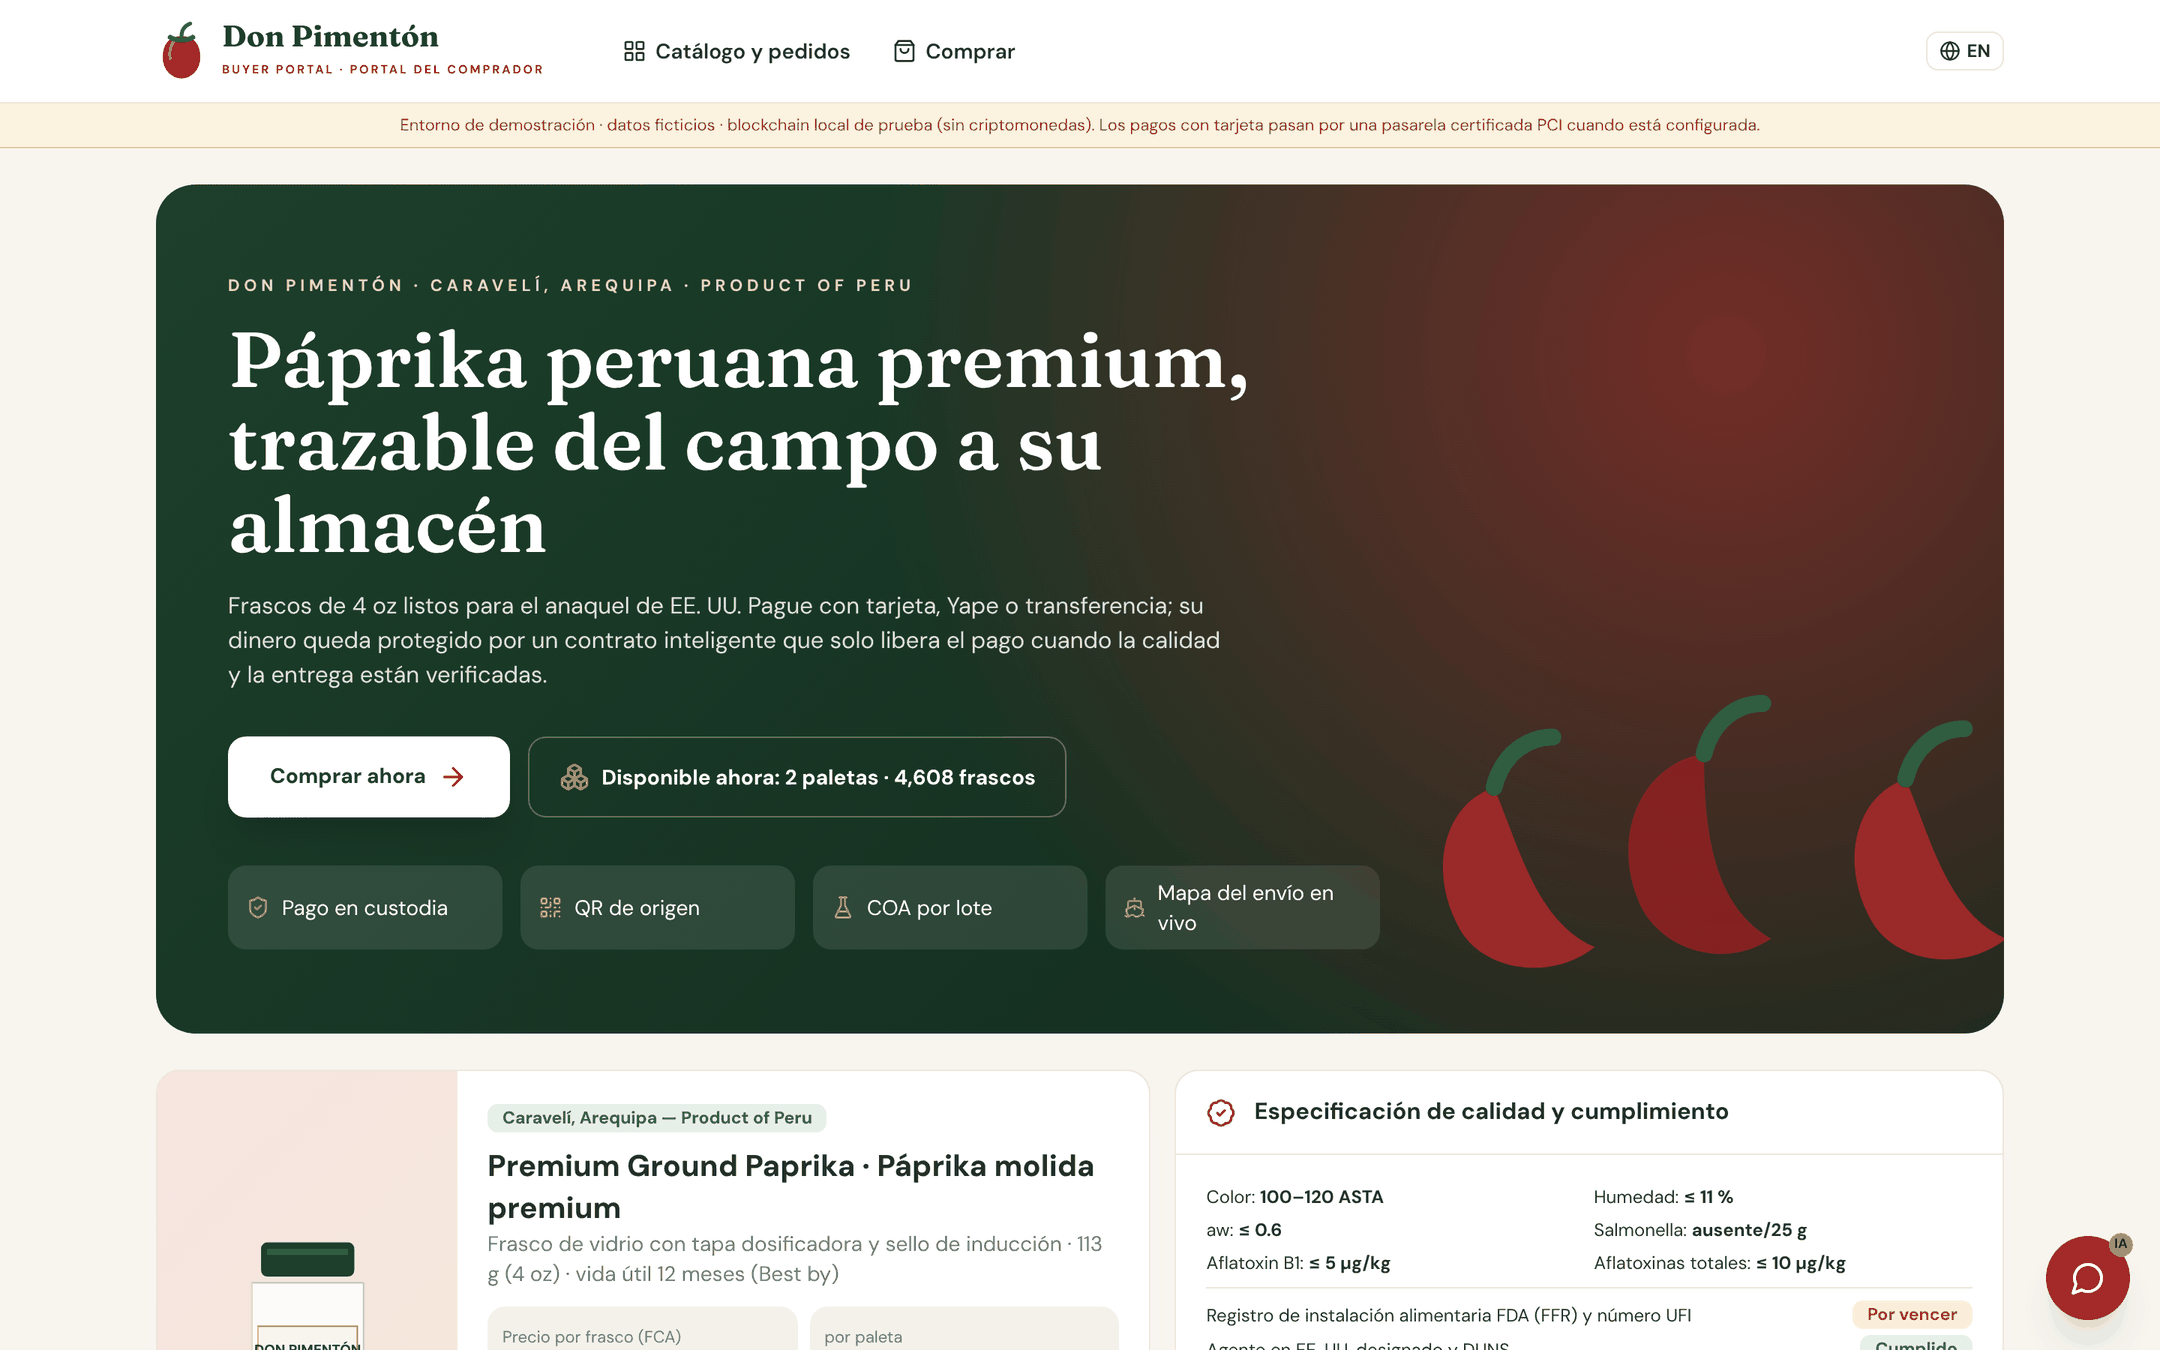 Don Pimentón
BUYER PORTAL · PORTAL DEL COMPRADOR
Catálogo y pedidos
Comprar
EN
Entorno de demostración · datos ficticios · blockchain local de prueba (sin criptomonedas). Los pagos con tarjeta pasan por una pasarela certificada PCI cuando está configurada.
DON PIMENTÓN · CARAVELÍ, AREQUIPA · PRODUCT OF PERU
Páprika peruana premium,
trazable del campo a su
almacén
Frascos de 4 oz listos para el anaquel de EE. UU. Pague con tarjeta, Yape o transferencia; su
dinero queda protegido por un contrato inteligente que solo libera el pago cuando la calidad
y la entrega están verificadas.
Comprar ahora
Disponible ahora: 2 paletas · 4,608 frascos
Pago en custodia
QR de origen
COA por lote
Mapa del envío en
vivo
Caravelí, Arequipa — Product of Peru
Premium Ground Paprika · Páprika molida
premium
Frasco de vidrio con tapa dosificadora y sello de inducción · 113
g (4 oz) · vida útil 12 meses (Best by)
Precio por frasco (FCA)
por paleta
DON PIMENTÓN
Especificación de calidad y cumplimiento
Color: 100–120 ASTA
Humedad: ≤ 11 %
aw: ≤ 0.6
Salmonella: ausente/25 g
Aflatoxin B1: ≤ 5 µg/kg
Aflatoxinas totales: ≤ 10 µg/kg
Registro de instalación alimentaria FDA (FFR) y número UFI
Por vencer
Agente en EE. UU. designado y DUNS
Cumplido
IA